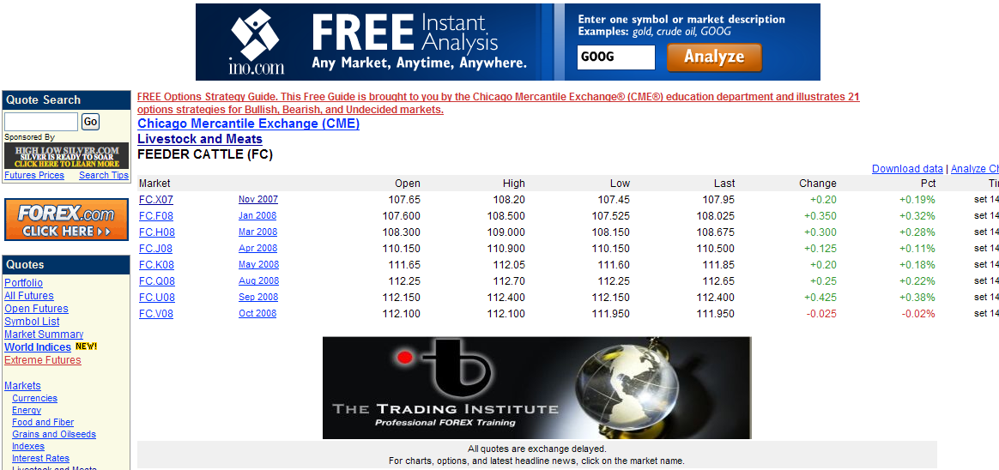 ino.com
FREE Instant Analysis
Any Market, Anytime, Anywhere.
Enter one symbol or market description
Examples: gold, crude oil, GOOG
GOOG
Analyze
Quote Search
Go
Sponsored By
HIGH LOW SILVER.COM
SILVER IS READY TO SOAR
CLICK HERE TO LEARN MORE
Futures Prices Search Tips
FOREX.com
CLICK HERE
Quotes
Portfolio
All Futures
Open Futures
Symbol List
Market Summary
World Indices NEW!
Extreme Futures
Markets
Currencies
Energy
Food and Fiber
Grains and Oilseeds
Indexes
Interest Rates
Livestock and Meats
FREE Options Strategy Guide. This Free Guide is brought to you by the Chicago Mercantile Exchange® (CME®) education department and illustrates 21
options strategies for Bullish, Bearish, and Undecided markets.
Chicago Mercantile Exchange (CME)
Livestock and Meats
FEEDER CATTLE (FC)
Download data | Analyze Ch
Market Open High Low Last Change Pct Ti
FC.X07 Nov 2007 107.65 108.20 107.45 107.95 +0.20 +0.19% set 14
FC.F08 Jan 2008 107.600 108.500 107.525 108.025 +0.350 +0.32% set 14
FC.H08 Mar 2008 108.300 109.000 108.150 108.675 +0.300 +0.28% set 14
FC.J08 Apr 2008 110.150 110.900 110.150 110.500 +0.125 +0.11% set 14
FC.K08 May 2008 111.65 112.05 111.60 111.85 +0.20 +0.18% set 14
FC.Q08 Aug 2008 112.25 112.70 112.25 112.65 +0.25 +0.22% set 14
FC.U08 Sep 2008 112.150 112.400 112.150 112.400 +0.425 +0.38% set 14
FC.V08 Oct 2008 112.100 112.100 111.950 111.950 -0.025 -0.02% set 14
THE TRADING INSTITUTE
Professional FOREX Training
All quotes are exchange delayed.
For charts, options, and latest headline news, click on the market name.